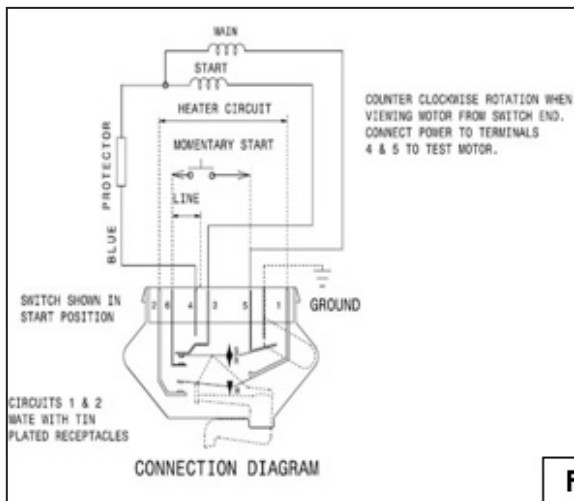 MAIN
START
HEATER CIRCUIT
MOMENTARY START
LINE
BLUE PROTECTOR
COUNTER CLOCKWISE ROTATION WHEN
VIEWING MOTOR FROM SWITCH END.
CONNECT POWER TO TERMINALS
4 & 5 TO TEST MOTOR.
SWITCH SHOWN IN
START POSITION
2 6 4 3 5 1
GROUND
CIRCUITS 1 & 2
MATE WITH TIN
PLATED RECEPTACLES
CONNECTION DIAGRAM
F